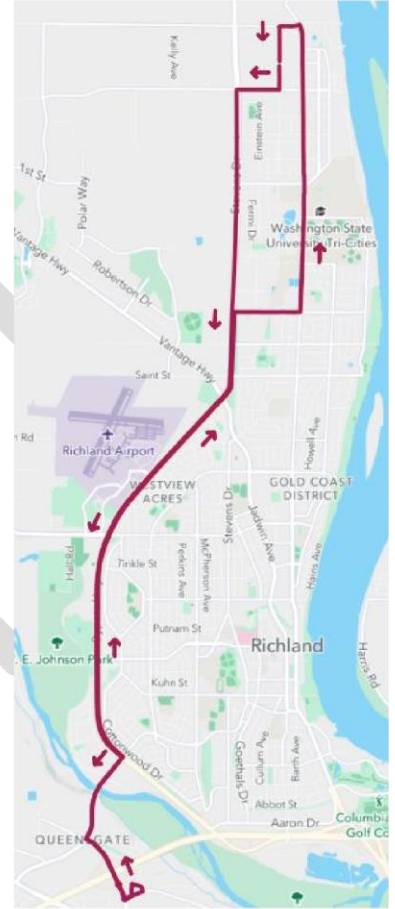 Kelly Ave
Einstein Ave
1st St
Polar Way
Fermi Dr
Washington State
University Tri-Cities
Vantage Hwy
Robertson Dr
Vantage Hwy
Saint St
n Rd
Richland Airport
Howell Ave
WESTVIEW
ACRES
GOLD COAST
DISTRICT
Stevens Dr
Jadwin Ave
Hall Rd
Tinkle St
Perkins Ave
McPherson Ave
Harris Ave
Putnam St
Richland
E. Johnson Park
Kuhn St
Harris Rd
Cottonwood Dr
Goethals Dr
Cullum Ave
Barth Ave
Abbot St
Aaron Dr
Columbia
Golf Co
QUEENSGATE